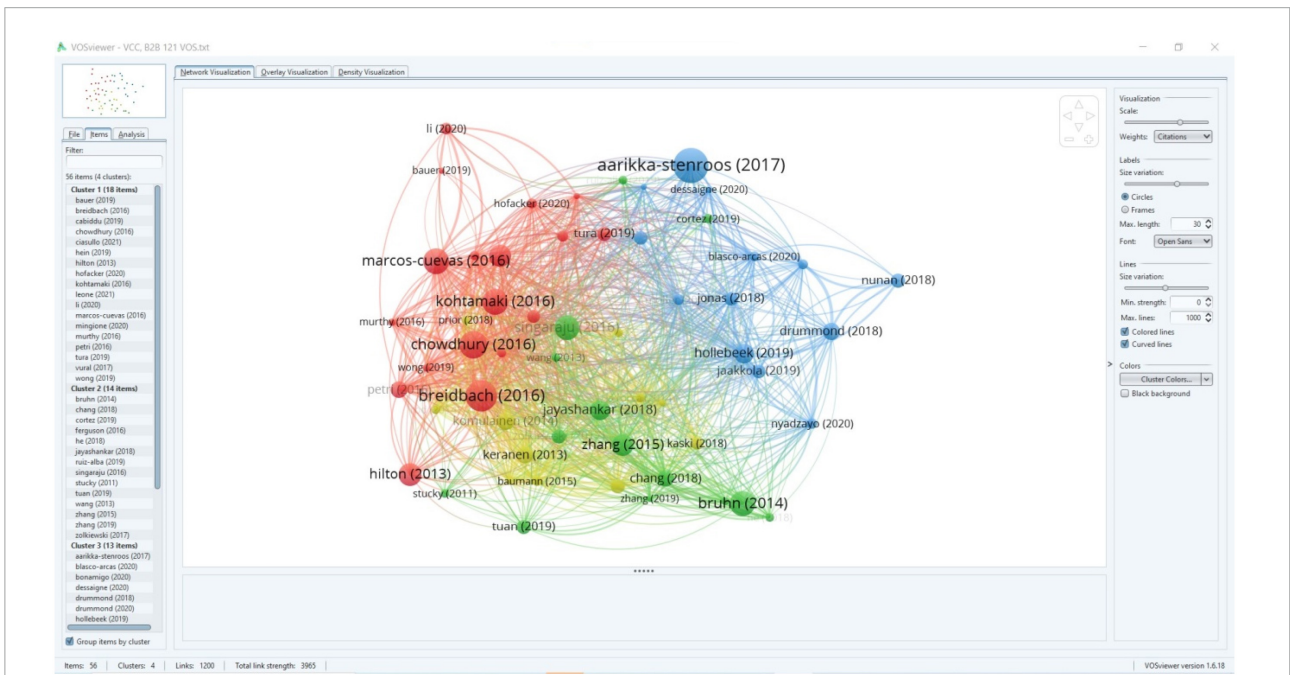 VOSviewer - VCC, B2B 121 VOS.txt
Network Visualization Overlay Visualization Density Visualization
File Items Analysis
Filter:
56 items (4 clusters):
Cluster 1 (18 items)
bauer (2019)
breidbach (2016)
cabiddu (2019)
chowdhury (2016)
ciasullo (2021)
hein (2019)
hilton (2013)
hofacker (2020)
kohtamaki (2016)
leone (2021)
li (2020)
marcos-cuevas (2016)
mingione (2020)
murthy (2016)
petri (2016)
tura (2019)
vural (2017)
wong (2019)
Cluster 2 (14 items)
bruhn (2014)
chang (2018)
cortez (2019)
ferguson (2016)
he (2018)
jayashankar (2018)
ruiz-alba (2019)
singaraju (2016)
stucky (2011)
tuan (2019)
wang (2013)
zhang (2015)
zhang (2019)
zolkiewski (2017)
Cluster 3 (13 items)
aarikka-stenroos (2017)
blasco-arcas (2020)
bonamigo (2020)
dessaigne (2020)
drummond (2018)
drummond (2020)
hollebeek (2019)
Group items by cluster
li (2020)
aarikka-stenroos (2017)
bauer (2019)
dessaigne (2020)
hofacker (2020)
cortez (2019)
tura (2019)
marcos-cuevas (2016)
blasco-arcas (2020)
nunan (2018)
kohtamaki (2016)
jonas (2018)
murthy (2016)
prior (2018)
singaraju (2016)
drummond (2018)
chowdhury (2016)
wang (2013)
hollebeek (2019)
wong (2019)
jaakkola (2019)
petri (2016)
breidbach (2016)
jayashankar (2018)
komulainen (2014)
nyadzayo (2020)
zhang (2015)
kaski (2018)
keranen (2013)
hilton (2013)
baumann (2015)
chang (2018)
stucky (2011)
zhang (2019)
bruhn (2014)
tuan (2019)
Visualization
Scale:
Weights: Citations
Labels
Size variation:
Circles
Frames
Max. length: 30
Font: Open Sans
Lines
Size variation:
Min. strength: 0
Max. lines: 1000
Colored lines
Curved lines
Colors
Cluster Colors...
Black background
Items: 56 Clusters: 4 Links: 1200 Total link strength: 3965
VOSviewer version 1.6.18